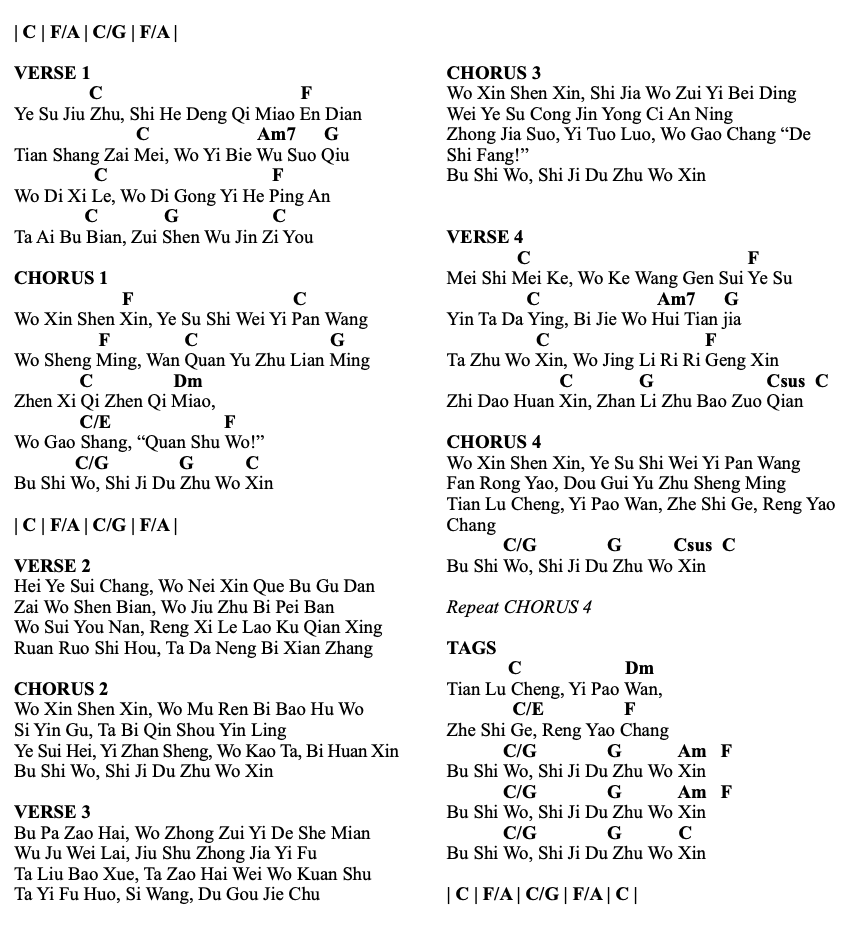 | C | F/A | C/G | F/A |
VERSE 1
C F
Ye Su Jiu Zhu, Shi He Deng Qi Miao En Dian
C Am7 G
Tian Shang Zai Mei, Wo Yi Bie Wu Suo Qiu
C F
Wo Di Xi Le, Wo Di Gong Yi He Ping An
C G C
Ta Ai Bu Bian, Zui Shen Wu Jin Zi You
CHORUS 1
F C
Wo Xin Shen Xin, Ye Su Shi Wei Yi Pan Wang
F C G
Wo Sheng Ming, Wan Quan Yu Zhu Lian Ming
C Dm
Zhen Xi Qi Zhen Qi Miao,
C/E F
Wo Gao Shang, “Quan Shu Wo!”
C/G G C
Bu Shi Wo, Shi Ji Du Zhu Wo Xin
| C | F/A | C/G | F/A |
VERSE 2
Hei Ye Sui Chang, Wo Nei Xin Que Bu Gu Dan
Zai Wo Shen Bian, Wo Jiu Zhu Bi Pei Ban
Wo Sui You Nan, Reng Xi Le Lao Ku Qian Xing
Ruan Ruo Shi Hou, Ta Da Neng Bi Xian Zhang
CHORUS 2
Wo Xin Shen Xin, Wo Mu Ren Bi Bao Hu Wo
Si Yin Gu, Ta Bi Qin Shou Yin Ling
Ye Sui Hei, Yi Zhan Sheng, Wo Kao Ta, Bi Huan Xin
Bu Shi Wo, Shi Ji Du Zhu Wo Xin
VERSE 3
Bu Pa Zao Hai, Wo Zhong Zui Yi De She Mian
Wu Ju Wei Lai, Jiu Shu Zhong Jia Yi Fu
Ta Liu Bao Xue, Ta Zao Hai Wei Wo Kuan Shu
Ta Yi Fu Huo, Si Wang, Du Gou Jie Chu
CHORUS 3
Wo Xin Shen Xin, Shi Jia Wo Zui Yi Bei Ding
Wei Ye Su Cong Jin Yong Ci An Ning
Zhong Jia Suo, Yi Tuo Luo, Wo Gao Chang “De
Shi Fang!”
Bu Shi Wo, Shi Ji Du Zhu Wo Xin
VERSE 4
C F
Mei Shi Mei Ke, Wo Ke Wang Gen Sui Ye Su
C Am7 G
Yin Ta Da Ying, Bi Jie Wo Hui Tian jia
C F
Ta Zhu Wo Xin, Wo Jing Li Ri Ri Geng Xin
C G Csus C
Zhi Dao Huan Xin, Zhan Li Zhu Bao Zuo Qian
CHORUS 4
Wo Xin Shen Xin, Ye Su Shi Wei Yi Pan Wang
Fan Rong Yao, Dou Gui Yu Zhu Sheng Ming
Tian Lu Cheng, Yi Pao Wan, Zhe Shi Ge, Reng Yao
Chang
C/G G Csus C
Bu Shi Wo, Shi Ji Du Zhu Wo Xin
Repeat CHORUS 4
TAGS
C Dm
Tian Lu Cheng, Yi Pao Wan,
C/E F
Zhe Shi Ge, Reng Yao Chang
C/G G Am F
Bu Shi Wo, Shi Ji Du Zhu Wo Xin
C/G G Am F
Bu Shi Wo, Shi Ji Du Zhu Wo Xin
C/G G C
Bu Shi Wo, Shi Ji Du Zhu Wo Xin
| C | F/A | C/G | F/A | C |